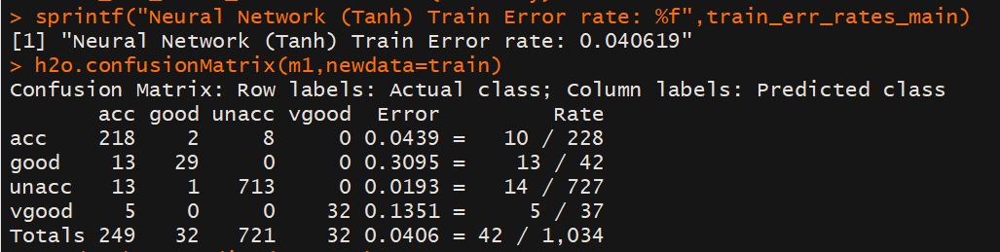 > sprintf("Neural Network (Tanh) Train Error rate: %f",train_err_rates_main)
[1] "Neural Network (Tanh) Train Error rate: 0.040619"
> h2o.confusionMatrix(m1,newdata=train)
Confusion Matrix: Row labels: Actual class; Column labels: Predicted class
       acc good unacc vgood  Error         Rate
acc    218    2     8     0 0.0439 =   10 / 228
good    13   29     0     0 0.3095 =    13 / 42
unacc   13    1   713     0 0.0193 =   14 / 727
vgood    5    0     0    32 0.1351 =     5 / 37
Totals 249   32   721    32 0.0406 = 42 / 1,034